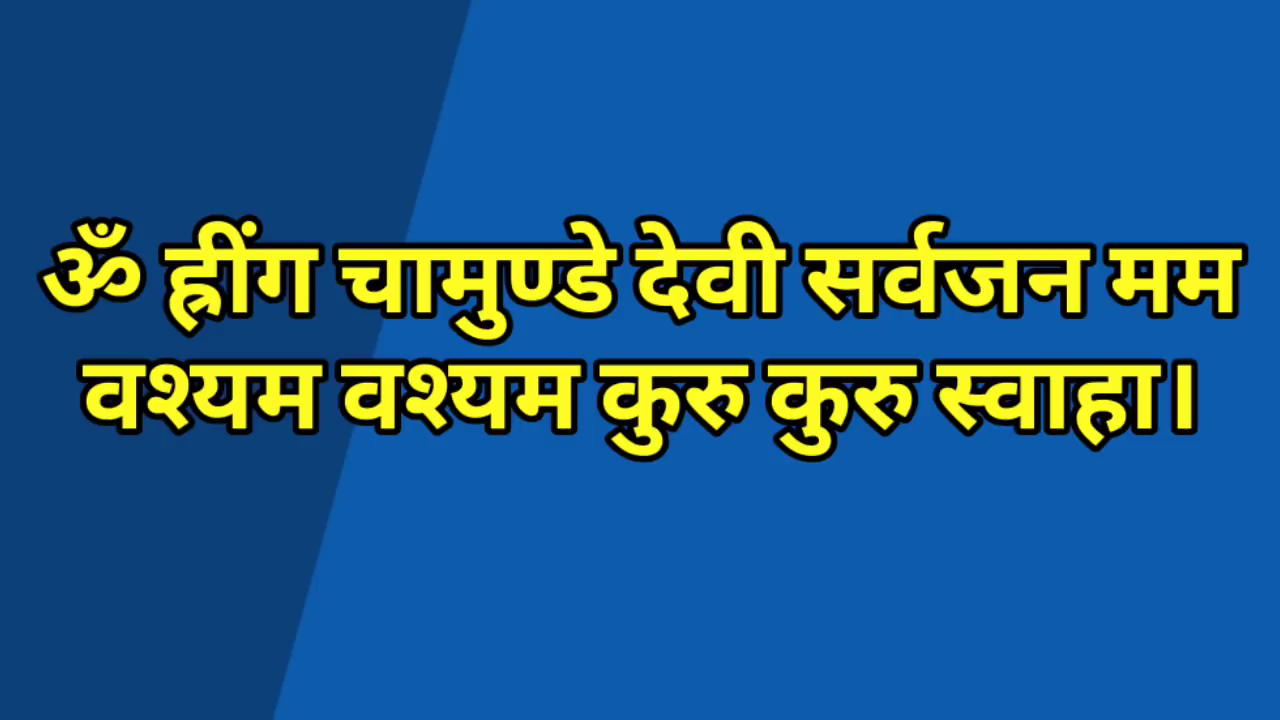 ॐ ह्रींग चामुण्डे देवी सर्वजन मम
वश्यम वश्यम कुरु कुरु स्वाहा।